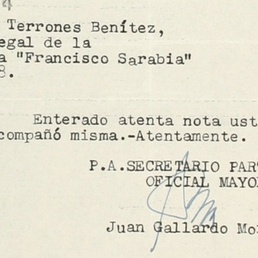 Terrones Benítez,
egal de la
a "Francisco Sarabia"
8.
Enterado atenta nota ust
compañó misma.-Atentamente.
P.A.SECRETARIO PART
OFICIAL MAYO
Juan Gallardo Mo